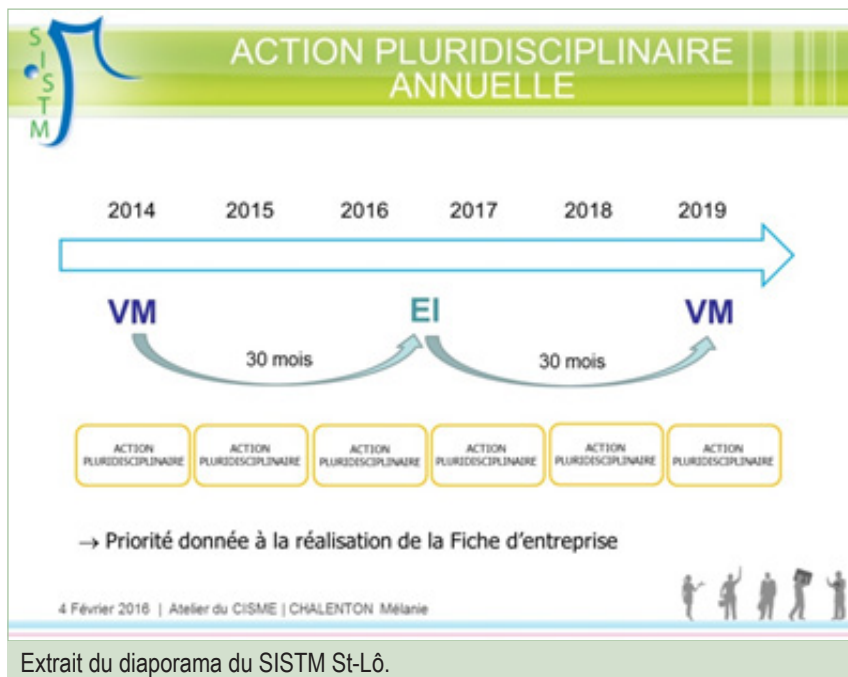 SISTM
ACTION PLURIDISCIPLINAIRE
ANNUELLE
2014 2015 2016 2017 2018 2019
VM EI VM
30 mois 30 mois
ACTION ACTION ACTION ACTION ACTION ACTION
PLURIDISCIPLINAIRE PLURIDISCIPLINAIRE PLURIDISCIPLINAIRE PLURIDISCIPLINAIRE PLURIDISCIPLINAIRE PLURIDISCIPLINAIRE
→ Priorité donnée à la réalisation de la Fiche d'entreprise
4 Février 2016 | Atelier du CISME | CHALENTON Mélanie
Extrait du diaporama du SISTM St-Lô.